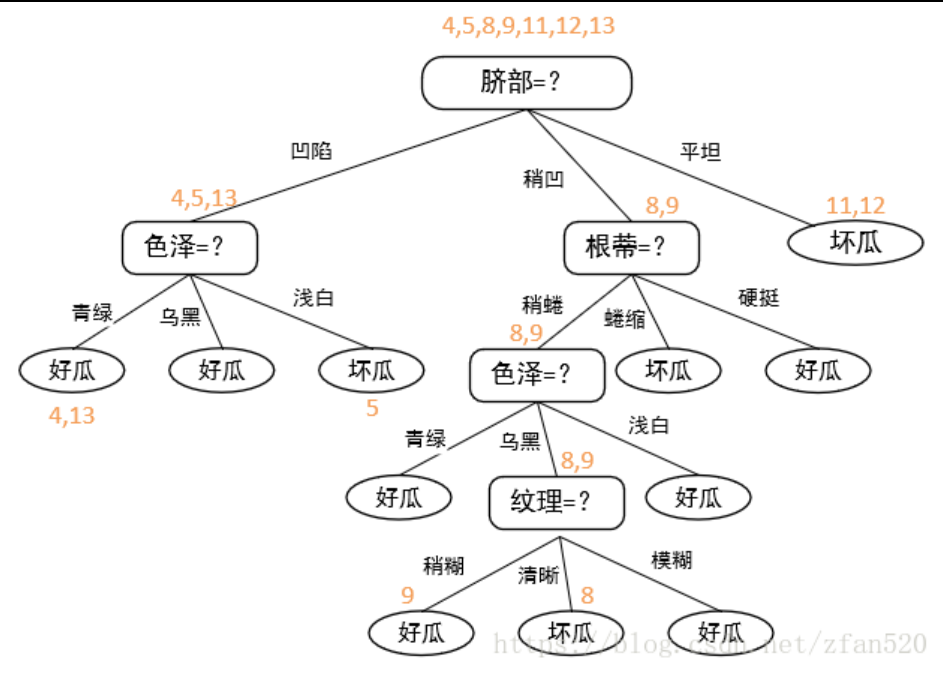 4,5,8,9,11,12,13
脐部=?
凹陷
稍凹
平坦
4,5,13
8,9
11,12
色泽=?
根蒂=?
坏瓜
青绿
乌黑
浅白
稍蜷
蜷缩
硬挺
8,9
好瓜
好瓜
坏瓜
色泽=?
坏瓜
好瓜
4,13
5
青绿
乌黑
浅白
8,9
好瓜
纹理=?
好瓜
稍糊
清晰
模糊
9
8
好瓜
坏瓜
好瓜
https://blog.csdn.net/zfan520